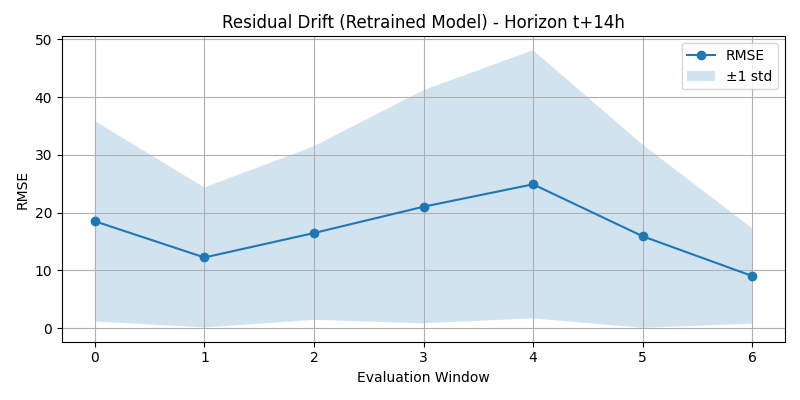 Residual Drift (Retrained Model) - Horizon t+14h
RMSE
±1 std
50
40
30
20
10
0
RMSE
0 1 2 3 4 5 6
Evaluation Window